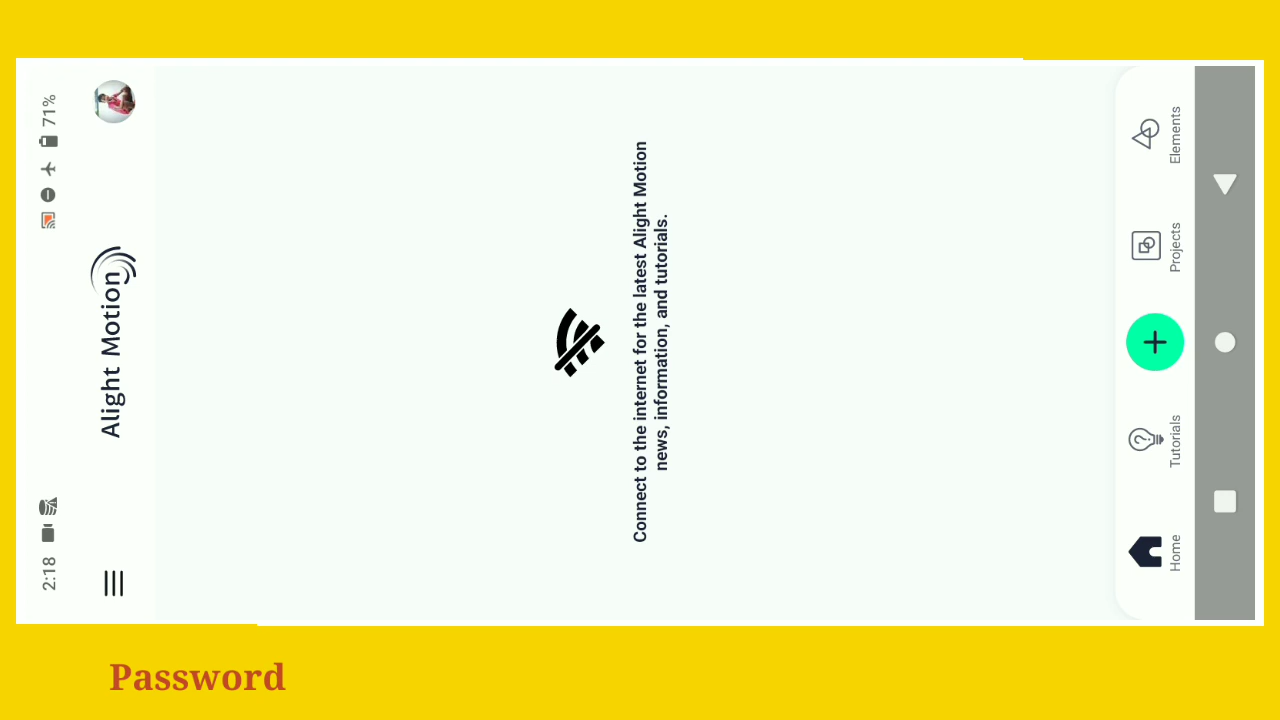 2:18
71%
Alight Motion
Connect to the internet for the latest Alight Motion
news, information, and tutorials.
Home
Tutorials
Projects
Elements
Password